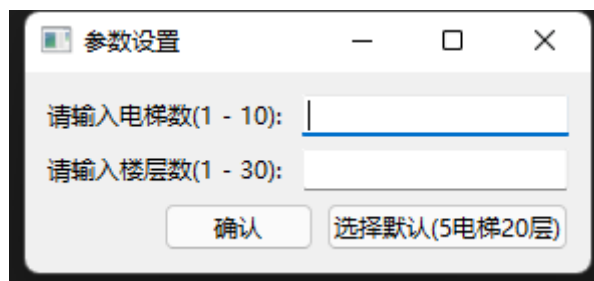 参数设置
请输入电梯数(1 - 10):
请输入楼层数(1 - 30):
确认
选择默认(5电梯20层)